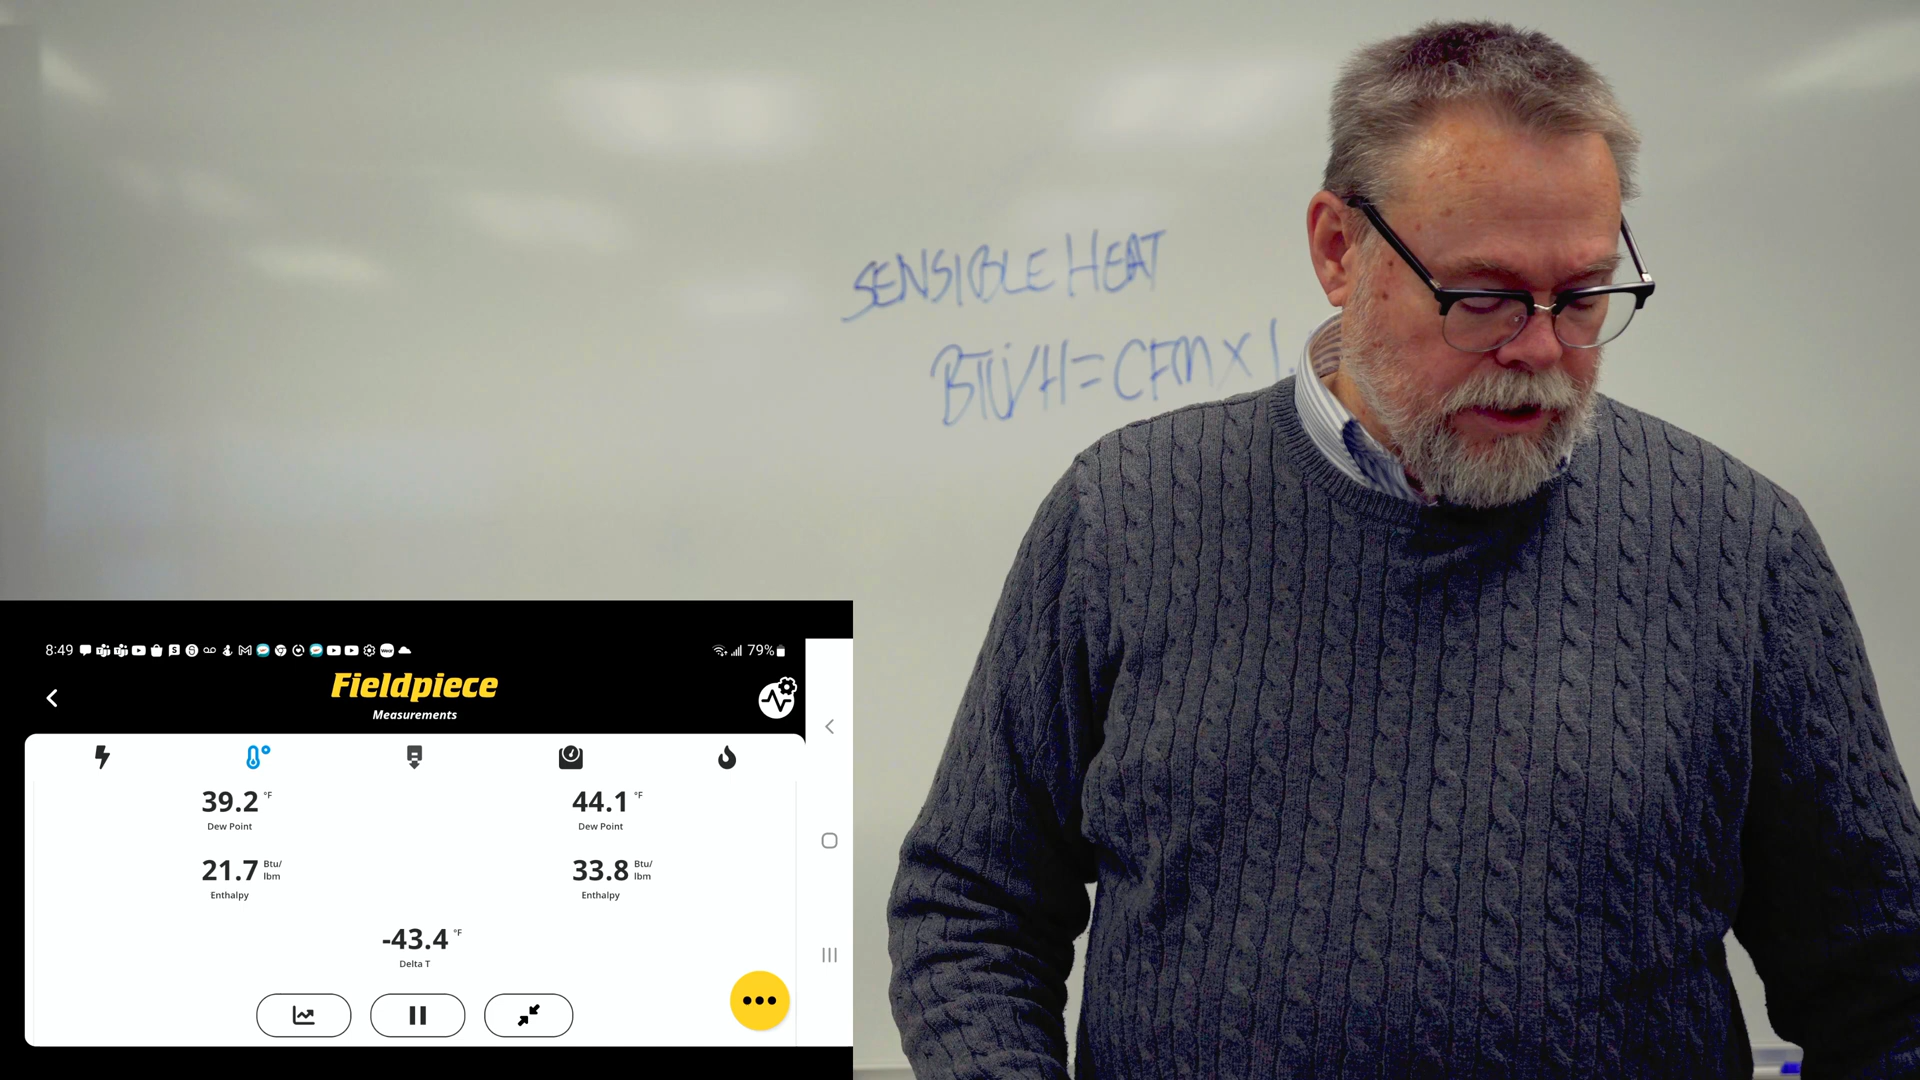 SENSIBLE HEAT
BTU/H = CFM X 1.
8:49
79%
Fieldpiece
Measurements
39.2 °F
Dew Point
44.1 °F
Dew Point
21.7 Btu/
lbm
Enthalpy
33.8 Btu/
lbm
Enthalpy
-43.4 °F
Delta T